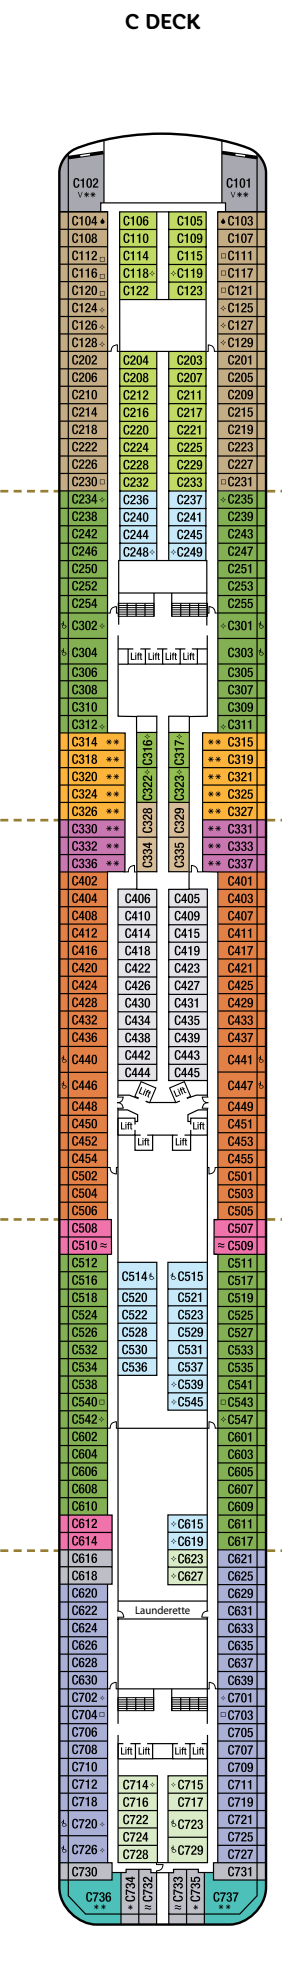 C DECK
C102 C101
V** V**
C104 C106 C105 C103
C108 C110 C109 C107
C112 C114 C115 C111
C116 C118 C119 C117
C120 C122 C123 C121
C124 C125
C126 C127
C128 C129
C202 C204 C203 C201
C206 C208 C207 C205
C210 C212 C211 C209
C214 C216 C217 C215
C218 C220 C221 C219
C222 C224 C225 C223
C226 C228 C229 C227
C230 C232 C233 C231
C234 C236 C237 C235
C238 C240 C241 C239
C242 C244 C245 C243
C246 C248 C249 C247
C250 C251
C252 C253
C254 C255
C302 C301
C304 Lift Lift Lift Lift C303
C306 C305
C308 C307
C310 C309
C312 C311
C314 ** C316 C317 ** C315
C318 ** ** C319
C320 ** C322 C323 ** C321
C324 ** ** C325
C326 ** C328 C329 ** C327
C330 ** ** C331
C332 ** C334 C335 ** C333
C336 ** ** C337
C402 C401
C404 C406 C405 C403
C408 C410 C409 C407
C412 C414 C415 C411
C416 C418 C419 C417
C420 C422 C423 C421
C424 C426 C427 C425
C428 C430 C431 C429
C432 C434 C435 C433
C436 C438 C439 C437
C440 C442 C443 C441
C444 C445
C446 Lift Lift C447
C448 C449
C450 Lift Lift C451
C452 Lift Lift C453
C454 C455
C502 C501
C504 C503
C506 C505
C508 C507
C510 ≈ ≈ C509
C512 C511
C516 C514 C515 C517
C518 C520 C521 C519
C524 C522 C523 C525
C526 C528 C529 C527
C532 C530 C531 C533
C534 C536 C537 C535
C538 C539 C541
C540 C545 C543
C542 C547
C602 C601
C604 C603
C606 C605
C608 C607
C610 C609
C612 C615 C611
C614 C619 C617
C616 C623 C621
C618 C627 C625
C620 C629
C622 Launderette C631
C624 C633
C626 C635
C628 C637
C630 C639
C702 C701
C704 C703
C706 C705
C708 Lift Lift Lift Lift C707
C710 C709
C712 C714 C715 C711
C718 C716 C717 C719
C720 C722 C723 C721
C724 C725
C726 C728 C729 C727
C730 C731
C736 C734 C732 C733 C735 C737
** * ≈ ≈ * **